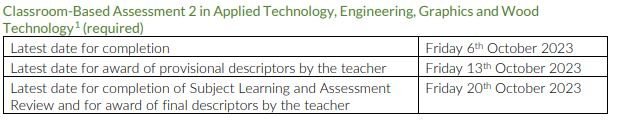 Classroom-Based Assessment 2 in Applied Technology, Engineering, Graphics and Wood
Technology¹ (required)
Latest date for completion Friday 6th October 2023
Latest date for award of provisional descriptors by the teacher Friday 13th October 2023
Latest date for completion of Subject Learning and Assessment Friday 20th October 2023
Review and for award of final descriptors by the teacher